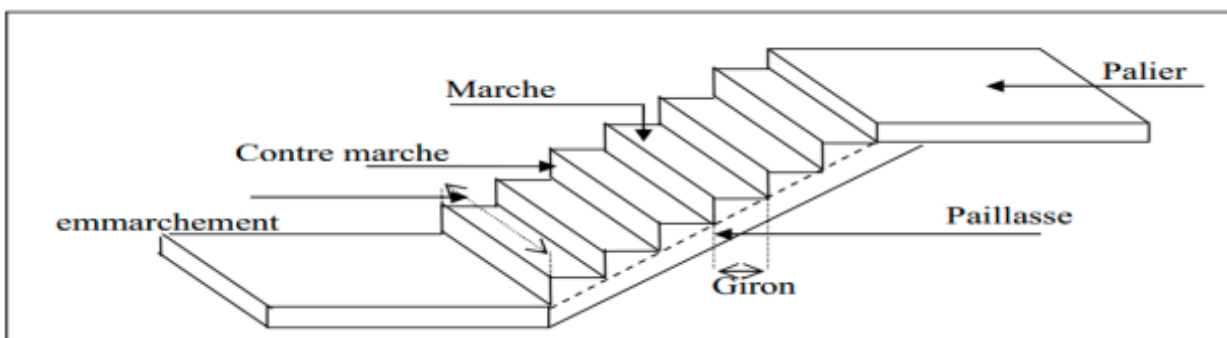 Palier
Marche
Contre marche
emmarchement
Paillasse
Giron